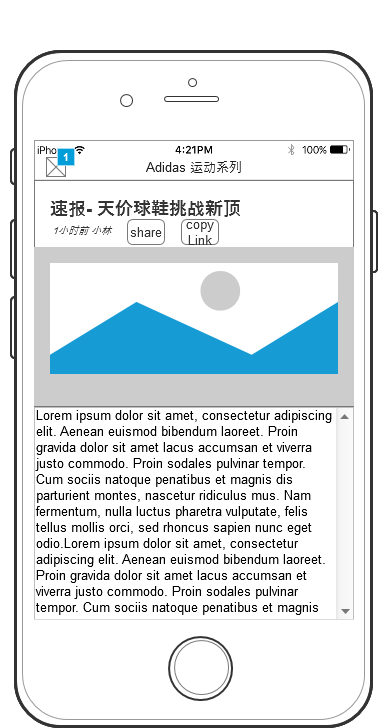 1
iPho
4:21PM
100%
Adidas 运动系列
速报- 天价球鞋挑战新顶
1小时前 小林
share
copy
Link
Lorem ipsum dolor sit amet, consectetur adipiscing
elit. Aenean euismod bibendum laoreet. Proin
gravida dolor sit amet lacus accumsan et viverra
justo commodo. Proin sodales pulvinar tempor.
Cum sociis natoque penatibus et magnis dis
parturient montes, nascetur ridiculus mus. Nam
fermentum, nulla luctus pharetra vulputate, felis
tellus mollis orci, sed rhoncus sapien nunc eget
odio.Lorem ipsum dolor sit amet, consectetur
adipiscing elit. Aenean euismod bibendum laoreet.
Proin gravida dolor sit amet lacus accumsan et
viverra justo commodo. Proin sodales pulvinar
tempor. Cum sociis natoque penatibus et magnis